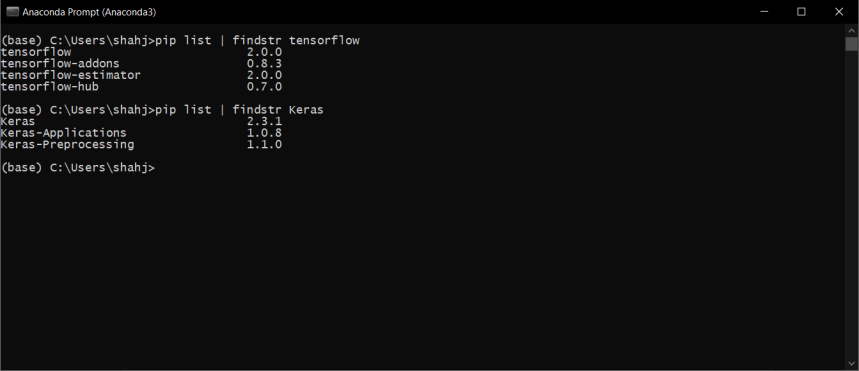 Anaconda Prompt (Anaconda3)
(base) C:\Users\shahj>pip list | findstr tensorflow
tensorflow 2.0.0
tensorflow-addons 0.8.3
tensorflow-estimator 2.0.0
tensorflow-hub 0.7.0
(base) C:\Users\shahj>pip list | findstr Keras
Keras 2.3.1
Keras-Applications 1.0.8
Keras-Preprocessing 1.1.0
(base) C:\Users\shahj>